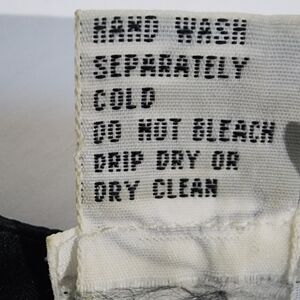 HAND WASH
SEPARATELY
COLD
DO NOT BLEACH
DRIP DRY OR
DRY CLEAN